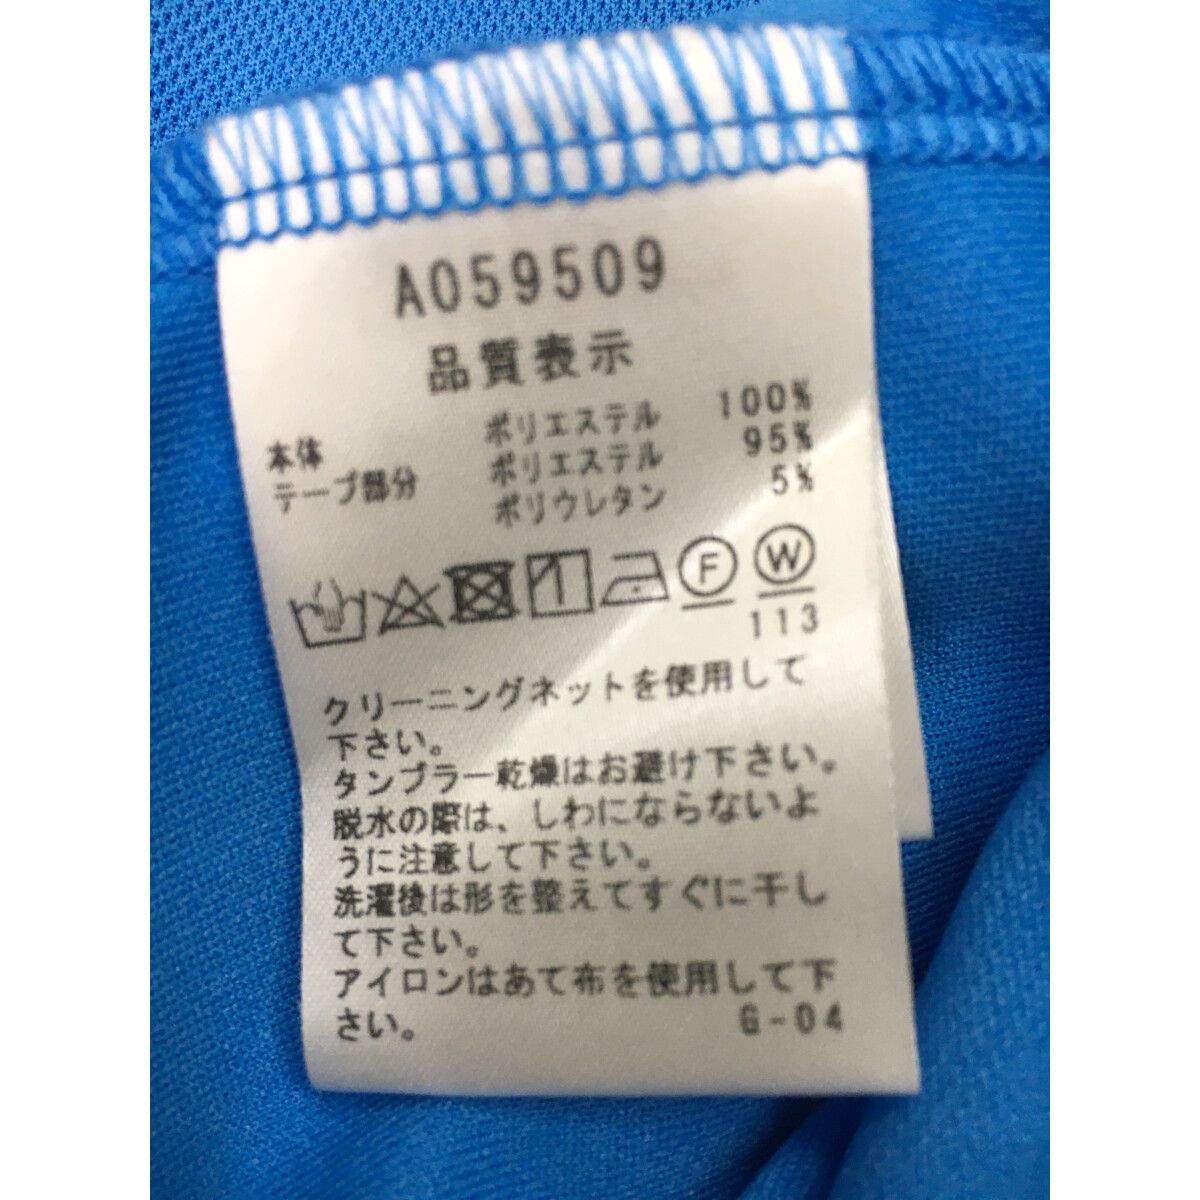 A059509
品質表示
本体 ポリエステル 100%
テープ部分 ポリエステル 95%
ポリウレタン 5%
F W
113
クリーニングネットを使用して
下さい。
タンブラー乾燥はお避け下さい。
脱水の際は、しわにならないよ
うに注意して下さい。
洗濯後は形を整えてすぐに干し
て下さい。
アイロンはあて布を使用して下
さい。 G-04